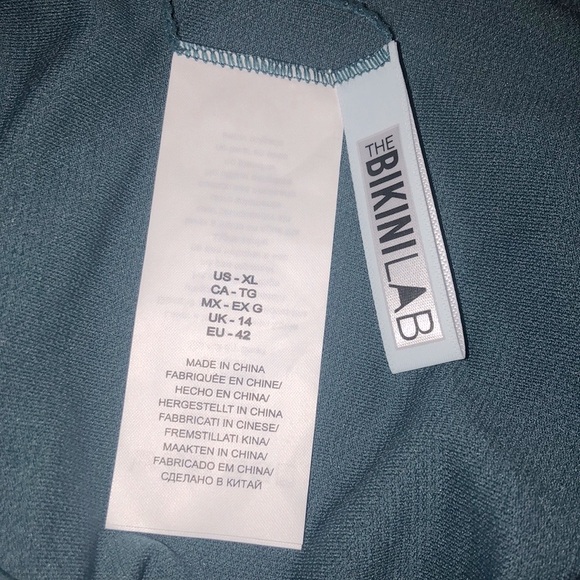 US - XL
CA - TG
MX - EX G
UK - 14
EU - 42
MADE IN CHINA
FABRIQUÉE EN CHINE/
HECHO EN CHINA/
HERGESTELLT IN CHINA
FABBRICATI IN CINESE/
FREMSTILLATI KINA/
MAAKTEN IN CHINA/
FABRICADO EM CHINA/
СДЕЛАНО В КИТАЙ
THE
BIKINI LAB